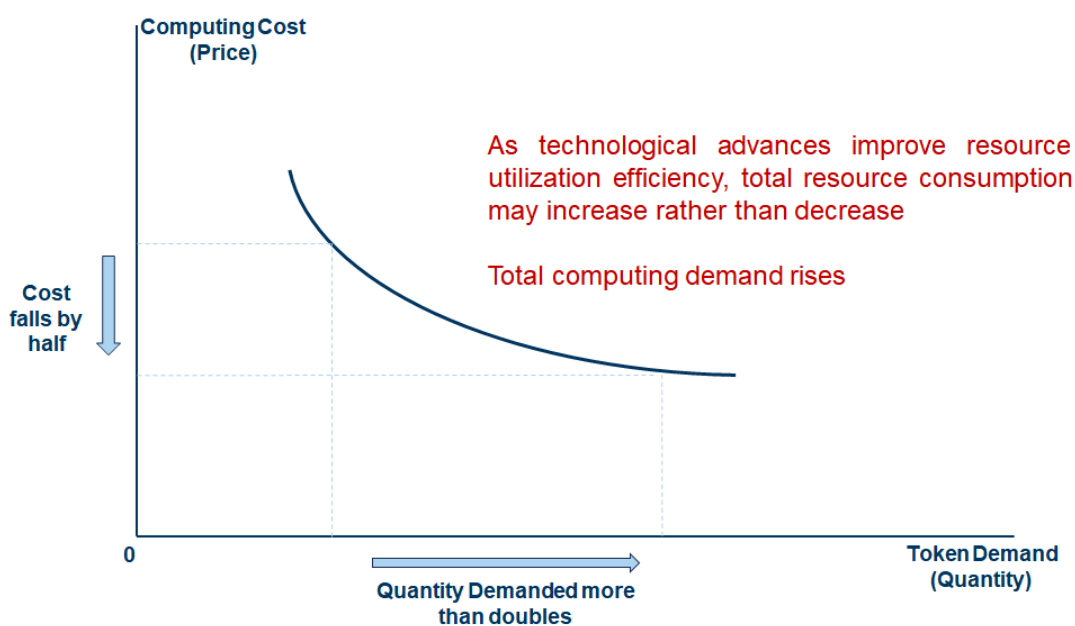 Computing Cost
(Price)
As technological advances improve resource
utilization efficiency, total resource consumption
may increase rather than decrease
Total computing demand rises
Cost
falls by
half
0
Token Demand
(Quantity)
Quantity Demanded more
than doubles